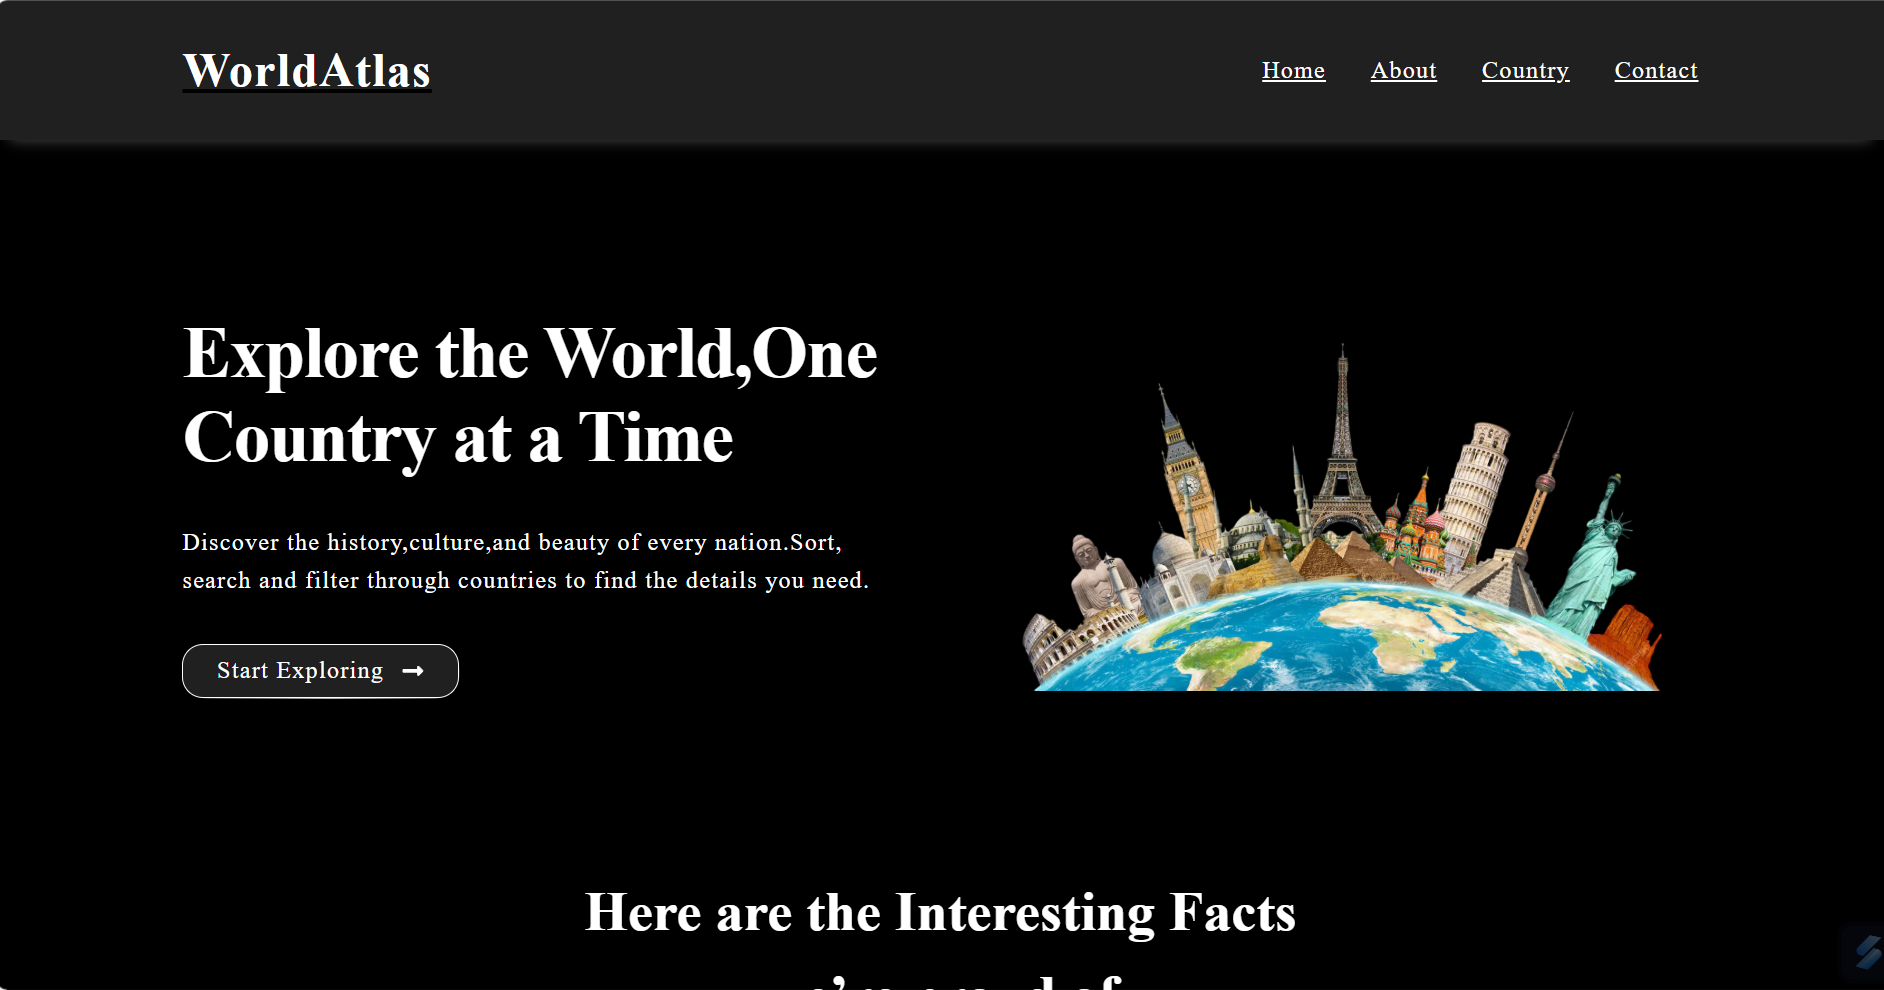 WorldAtlas
Home About Country Contact
Explore the World,One
Country at a Time
Discover the history,culture,and beauty of every nation.Sort,
search and filter through countries to find the details you need.
Start Exploring
Here are the Interesting Facts
proud of